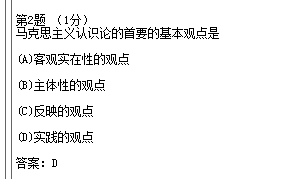 第2题 （1分）
马克思主义认识论的首要的基本观点是
(A)客观实在性的观点
(B)主体性的观点
(C)反映的观点
(D)实践的观点
答案：D